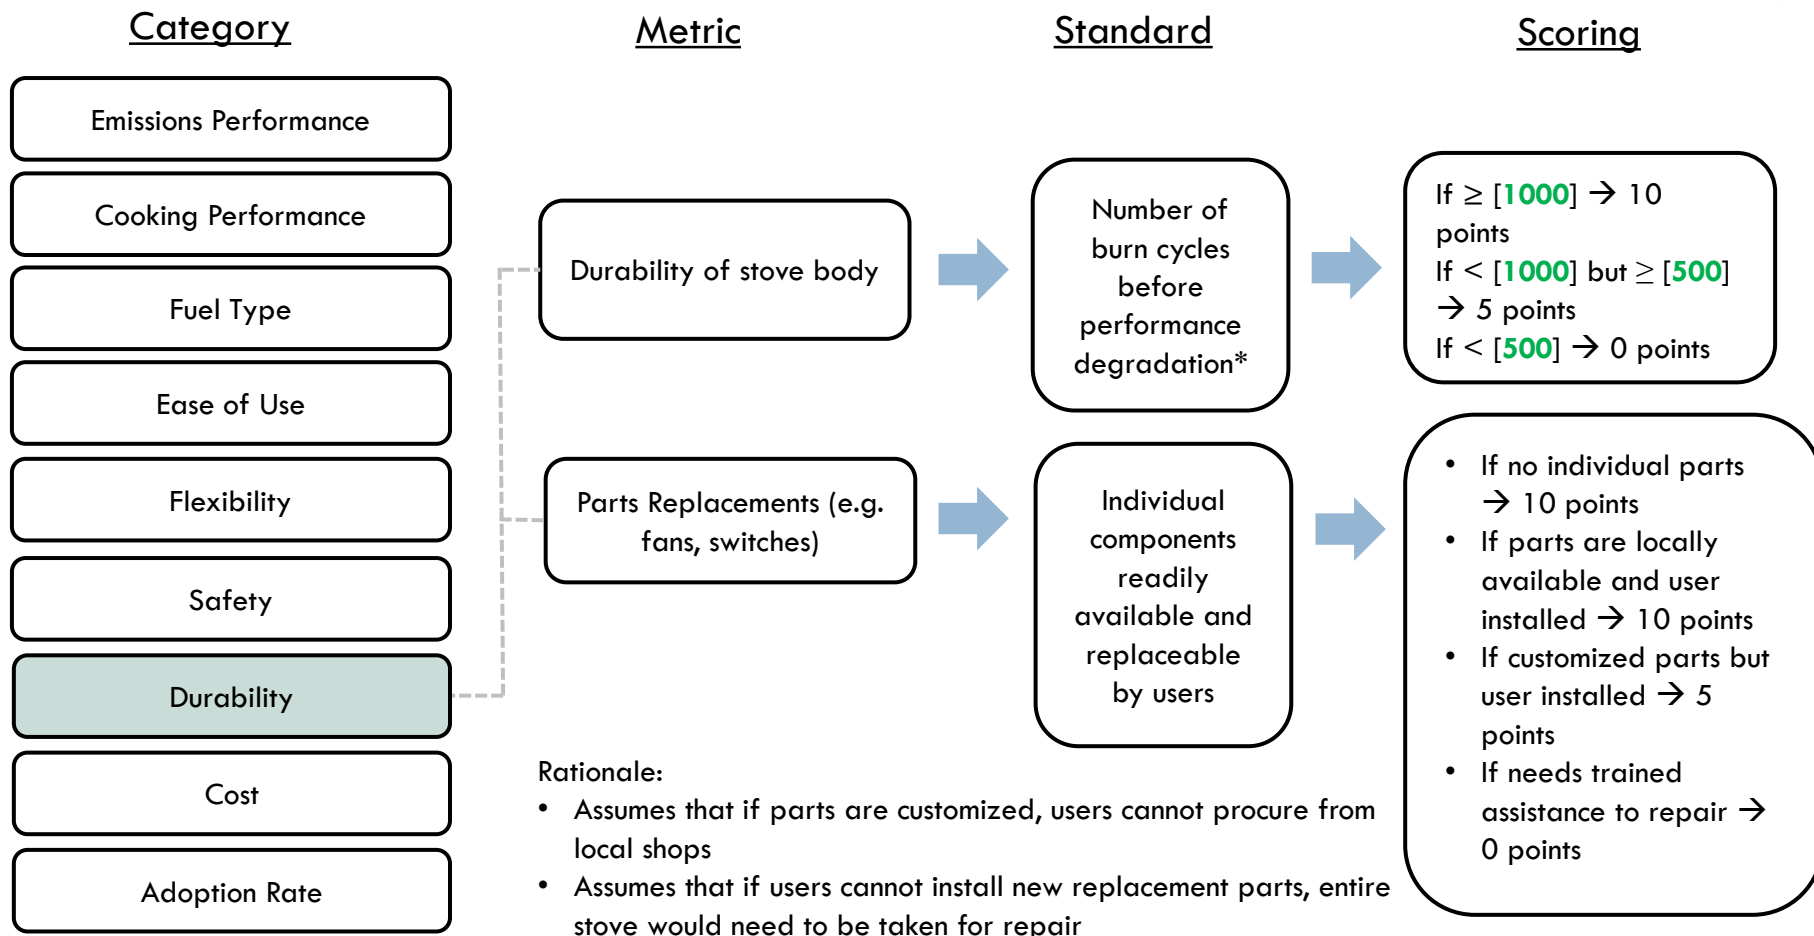 Category
Metric
Standard
Scoring
Emissions Performance
Cooking Performance
Fuel Type
Ease of Use
Flexibility
Safety
Durability
Cost
Adoption Rate
Durability of stove body
Number of
burn cycles
before
performance
degradation*
If ≥ [1000] → 10
points
If < [1000] but ≥ [500]
→ 5 points
If < [500] → 0 points
Parts Replacements (e.g.
fans, switches)
Individual
components
readily
available and
replaceable
by users
• If no individual parts
→ 10 points
• If parts are locally
available and user
installed → 10 points
• If customized parts but
user installed → 5
points
• If needs trained
assistance to repair →
0 points
Rationale:
• Assumes that if parts are customized, users cannot procure from
local shops
• Assumes that if users cannot install new replacement parts, entire
stove would need to be taken for repair